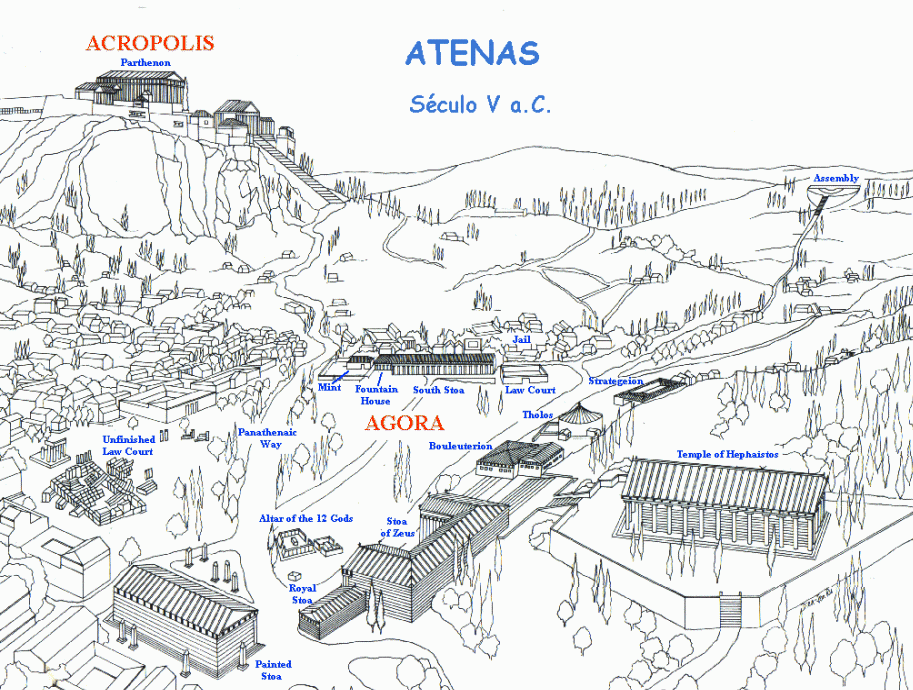 ACROPOLIS
Parthenon
ATENAS
Século V a.C.
Assembly
Jail
Mint
Fountain
House
South Stoa
Law Court
Strategeion
AGORA
Tholos
Unfinished
Law Court
Panathenaic
Way
Bouleuterion
Temple of Hephaistos
Altar of the 12 Gods
Stoa
of Zeus
Royal
Stoa
Painted
Stoa